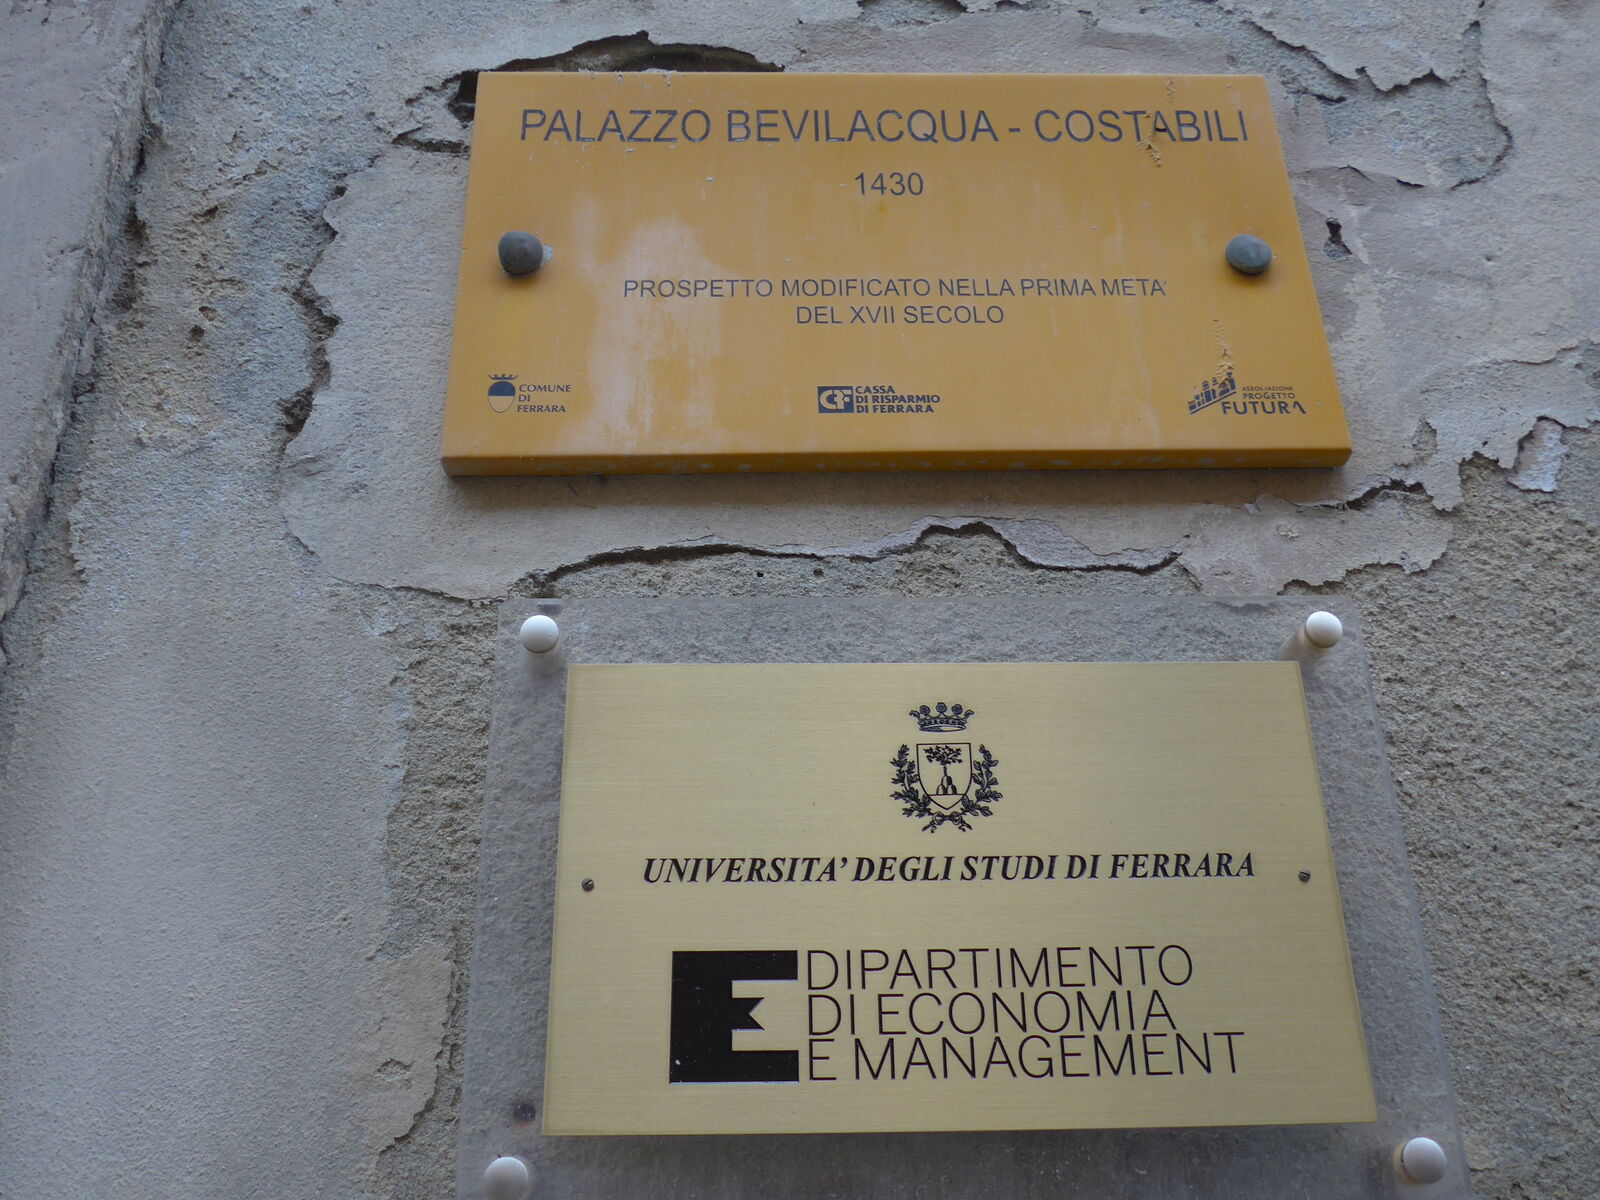 PALAZZO BEVILACQUA - COSTABILI
1430
PROSPETTO MODIFICATO NELLA PRIMA META'
DEL XVII SECOLO
COMUNE
DI
FERRARA
CRF
CASSA
DI RISPARMIO
DI FERRARA
ASSOCIAZIONE
PROGETTO
FUTURA
UNIVERSITA' DEGLI STUDI DI FERRARA
E
DIPARTIMENTO
DI ECONOMIA
E MANAGEMENT